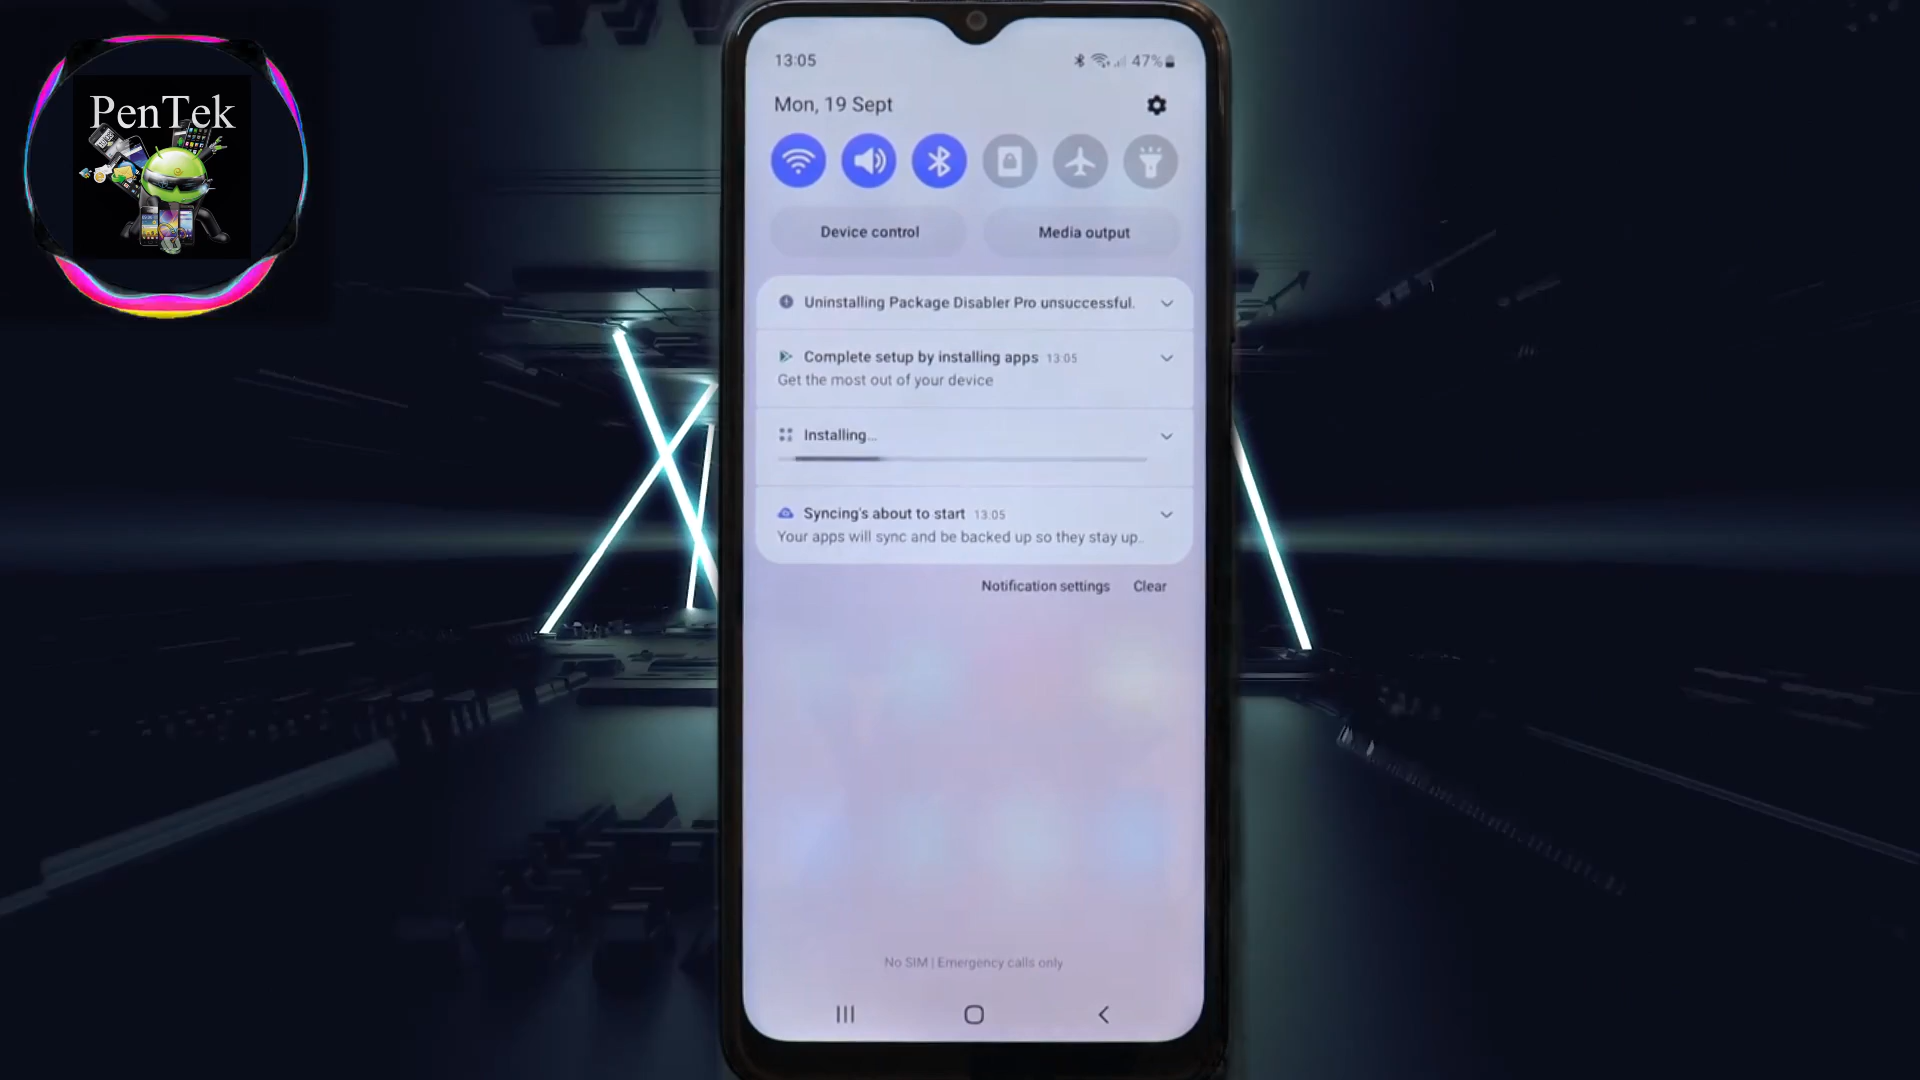 PenTek
13:05
47%
Mon, 19 Sept
Device control
Media output
Uninstalling Package Disabler Pro unsuccessful.
Complete setup by installing apps 13:05
Get the most out of your device
Installing...
Syncing's about to start 13:05
Your apps will sync and be backed up so they stay up..
Notification settings
Clear
No SIM | Emergency calls only